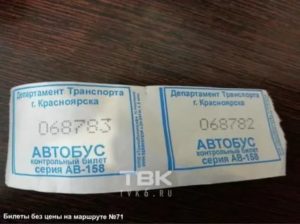 Департамент Транспорта
г. Красноярска
068783
АВТОБУС
контрольный билет
серия АВ-158
Департамент Транспорта
г. Красноярска
068782
АВТОБУС
контрольный билет
серия АВ-158
ТВК
TVK6.RU
Билеты без цены на маршруте №71